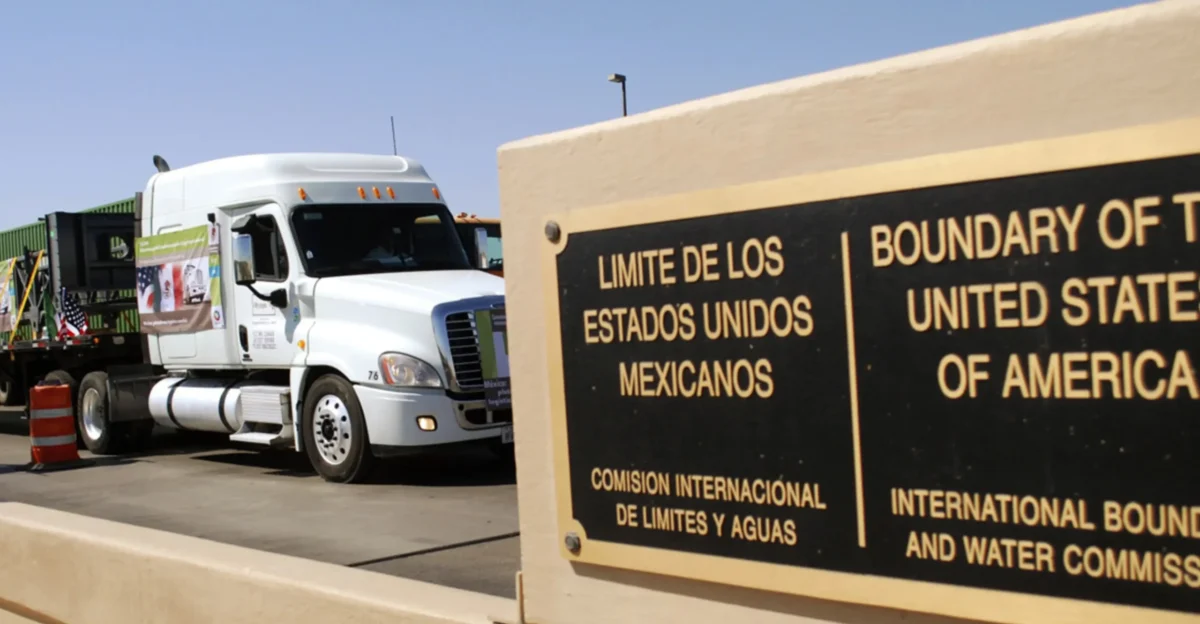 76
LIMITE DE LOS
ESTADOS UNIDOS
MEXICANOS
COMISION INTERNACIONAL
DE LIMITES Y AGUAS
BOUNDARY OF T
UNITED STATE
OF AMERICA
INTERNATIONAL BOUN
AND WATER COMMISS